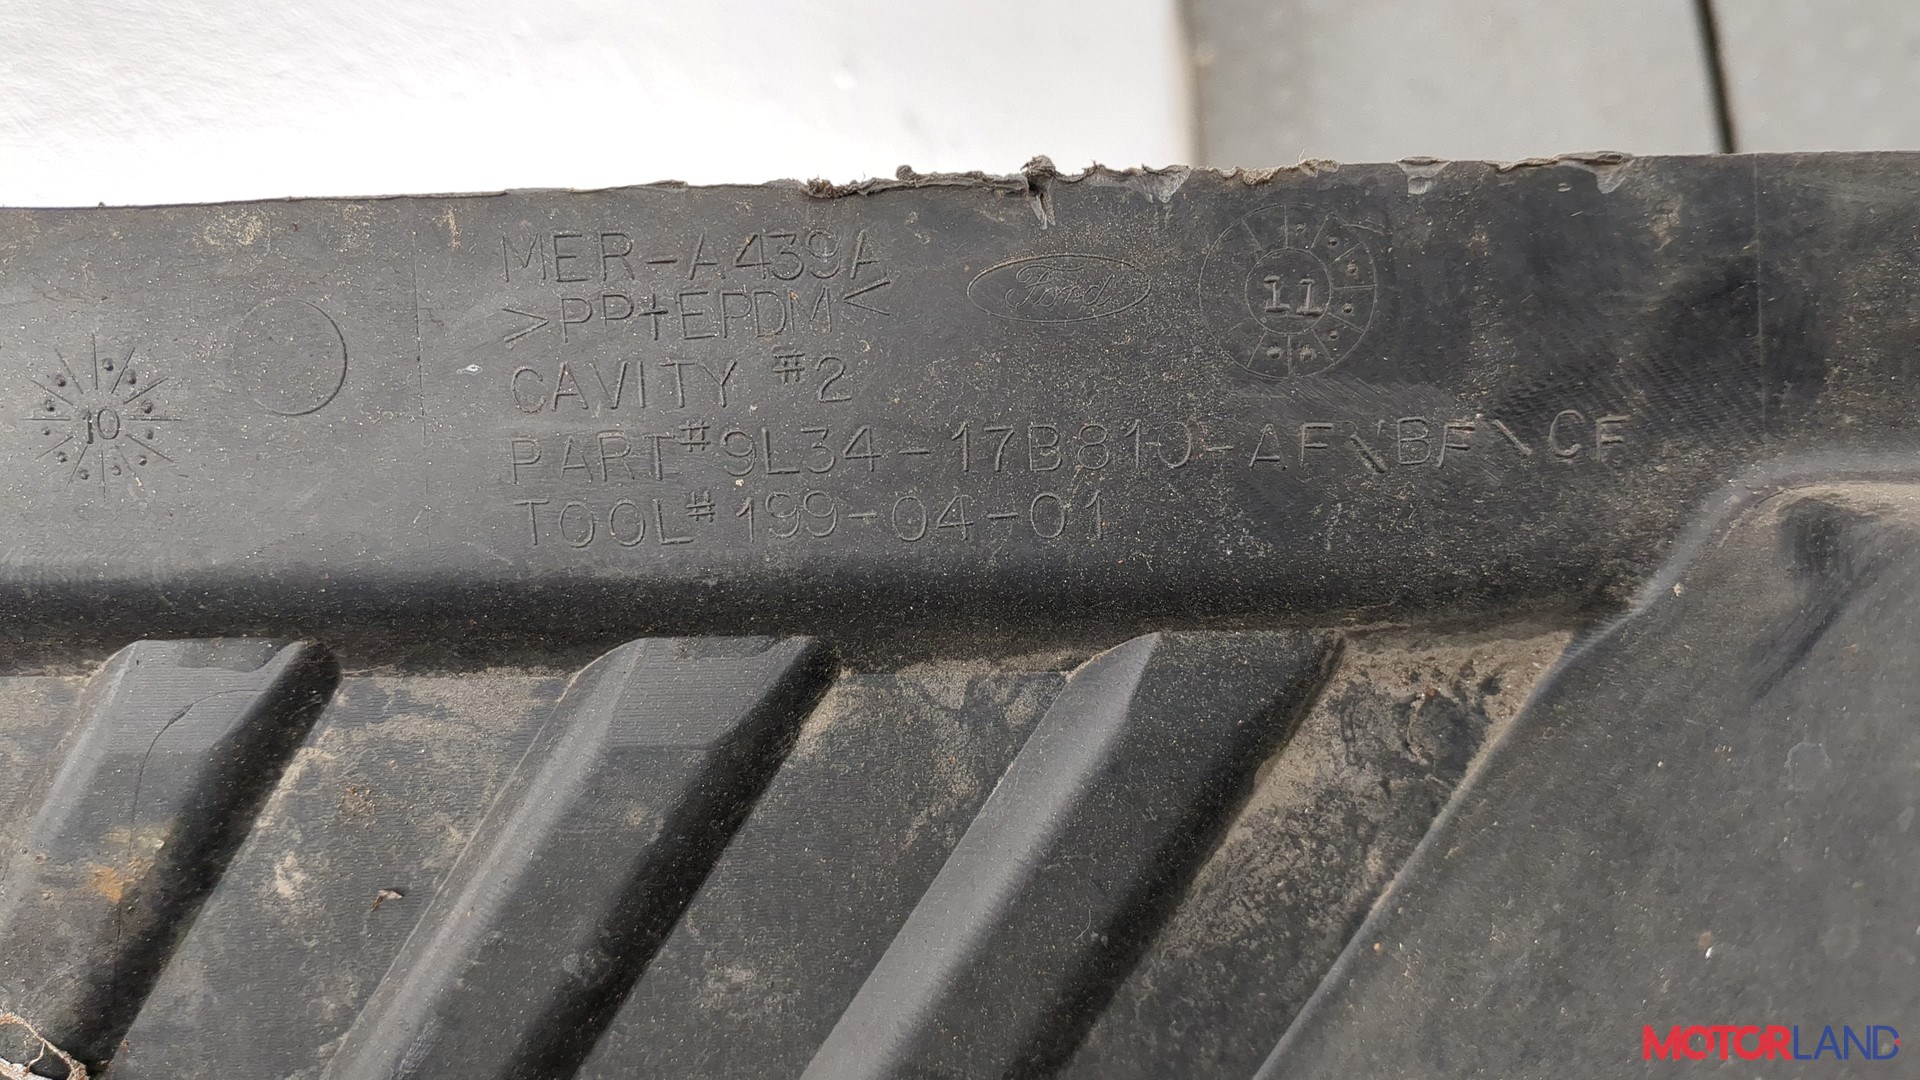 MER-A439A
>PP+EPDM<
CAVITY #2
PART#9L34-17B810-AF\BF\CF
TOOL#199-04-01
Ford
11
10
MOTORLAND